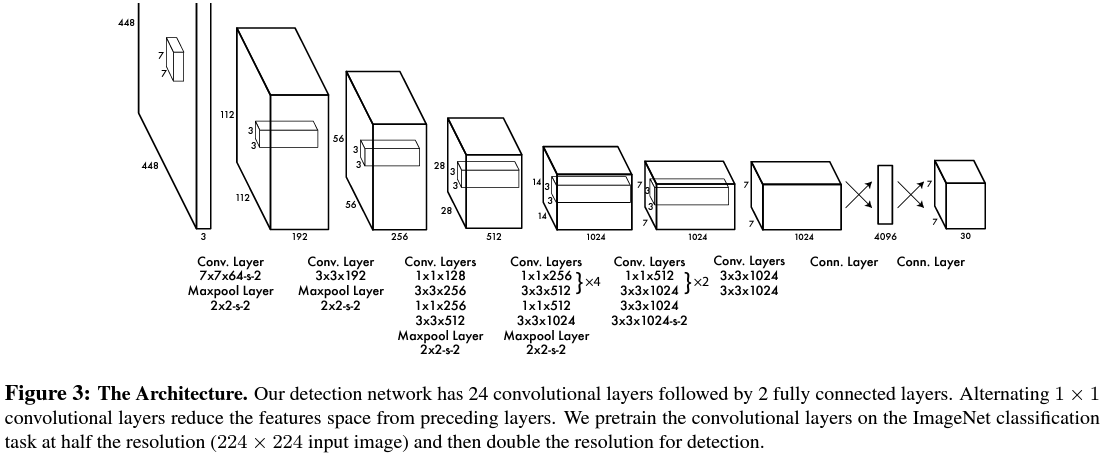 448
7
7
448
3
112
3
3
112
192
56
3
3
56
256
28
3
3
28
512
14
3
3
14
1024
7
3
3
7
1024
7
7
1024
4096
7
7
30
Conv. Layer
7x7x64-s-2
Maxpool Layer
2x2-s-2
Conv. Layer
3x3x192
Maxpool Layer
2x2-s-2
Conv. Layers
1x1x128
3x3x256
1x1x256
3x3x512
Maxpool Layer
2x2-s-2
Conv. Layers
1x1x256
3x3x512 }×4
1x1x512
3x3x1024
Maxpool Layer
2x2-s-2
Conv. Layers
1x1x512
3x3x1024 }×2
3x3x1024
3x3x1024-s-2
Conv. Layers
3x3x1024
3x3x1024
Conn. Layer
Conn. Layer
Figure 3: The Architecture. Our detection network has 24 convolutional layers followed by 2 fully connected layers. Alternating 1 × 1
convolutional layers reduce the features space from preceding layers. We pretrain the convolutional layers on the ImageNet classification
task at half the resolution (224 × 224 input image) and then double the resolution for detection.